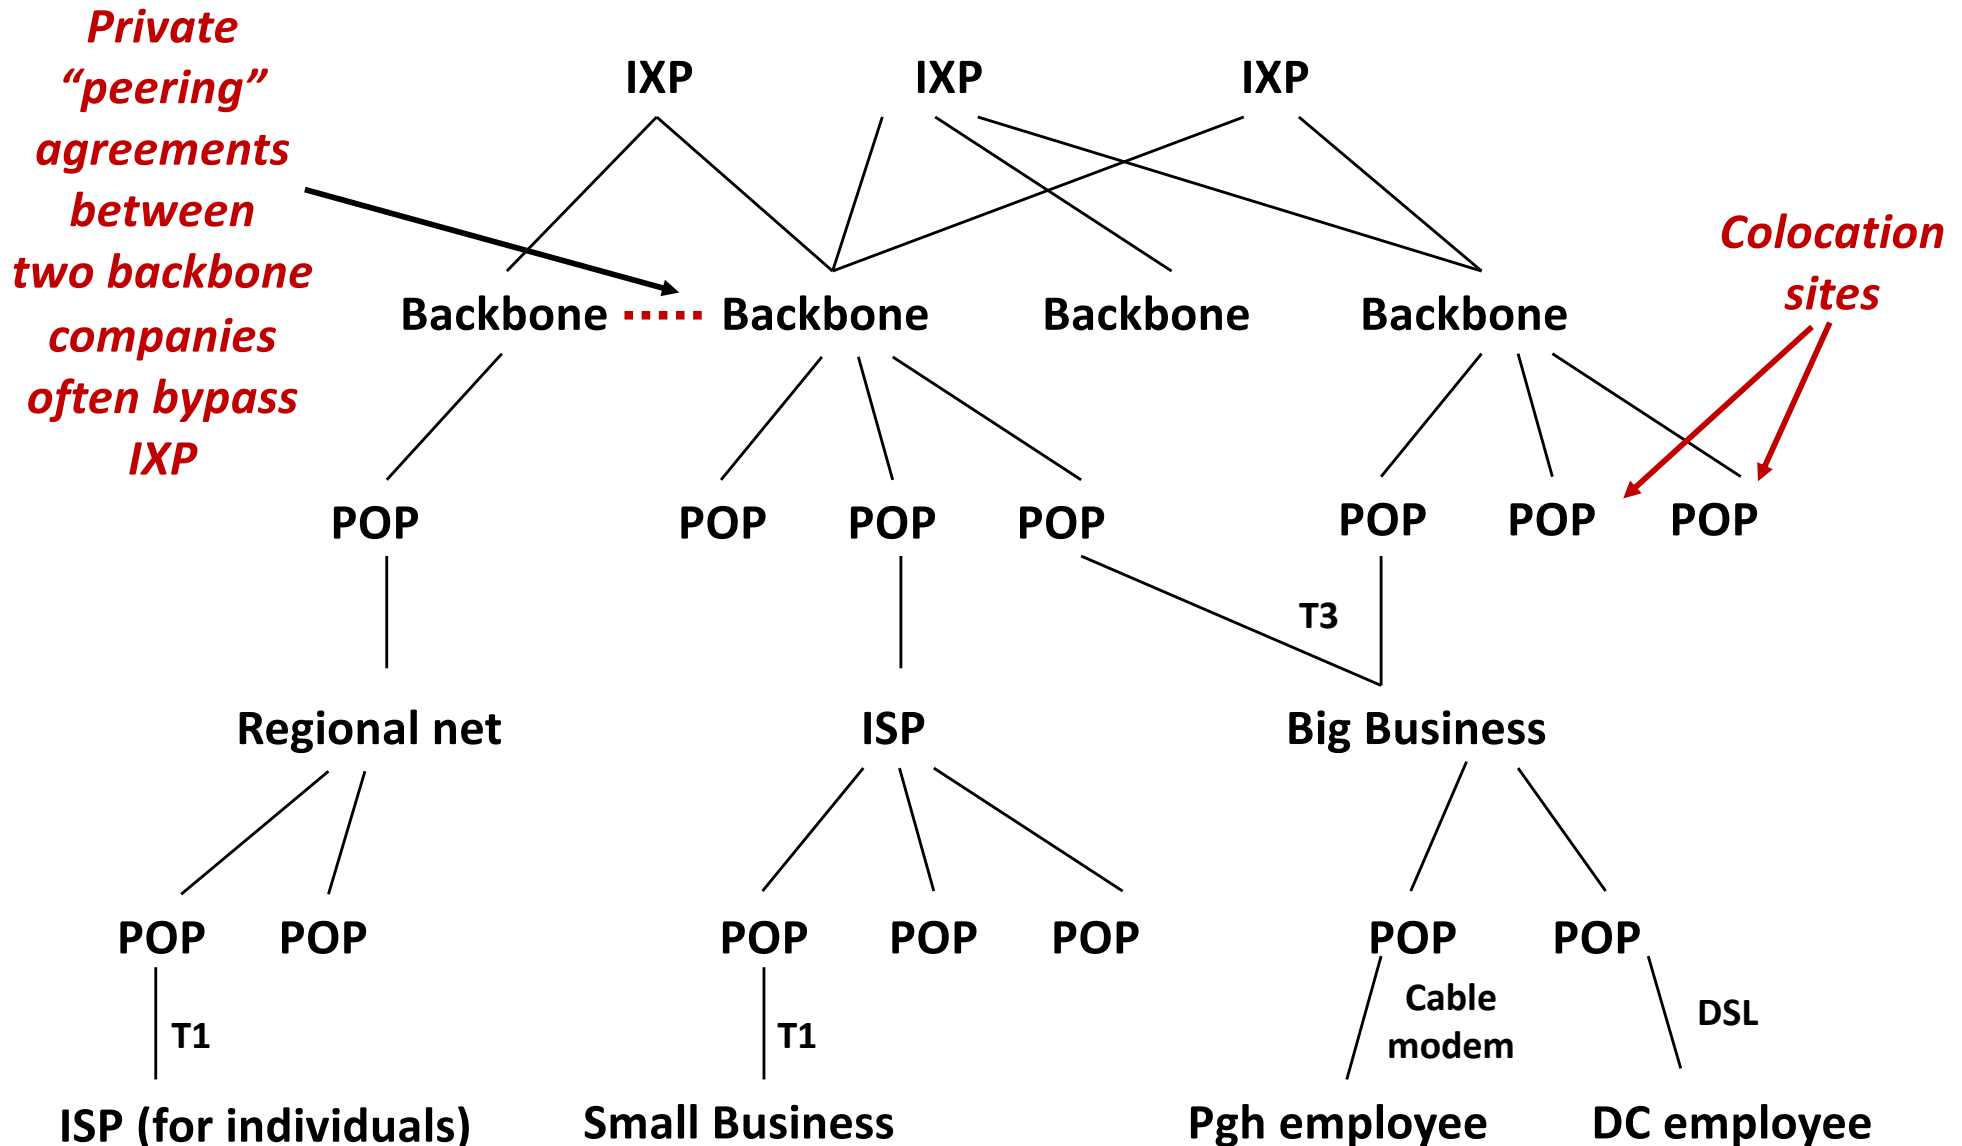 Private
“peering”
agreements
between
two backbone
companies
often bypass
IXP
IXP IXP IXP
Colocation
sites
Backbone Backbone Backbone Backbone
POP POP POP POP POP POP POP
T3
Regional net ISP Big Business
POP POP POP POP POP POP POP
Cable
modem
DSL
T1 T1
ISP (for individuals) Small Business Pgh employee DC employee